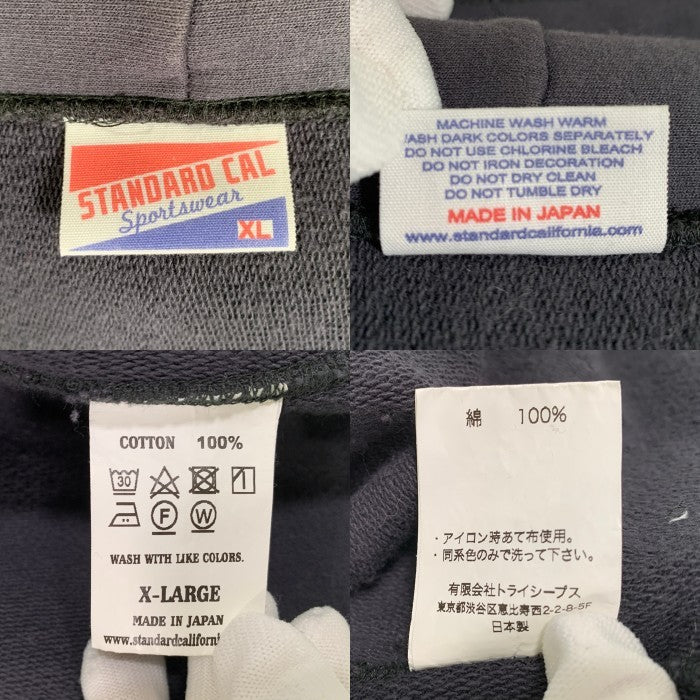 STANDARD CAL
Sportswear
XL
MACHINE WASH WARM
WASH DARK COLORS SEPARATELY
DO NOT USE CHLORINE BLEACH
DO NOT IRON DECORATION
DO NOT DRY CLEAN
DO NOT TUMBLE DRY
MADE IN JAPAN
www.standardcalifornia.com
COTTON 100%
30
F W
WASH WITH LIKE COLORS.
X-LARGE
MADE IN JAPAN
www.standardcalifornia
綿 100%
・アイロン時あて布使用。
・同系色のみで洗って下さい。
有限会社トライシープス
東京都渋谷区恵比寿西2-2-8-5F
日本製